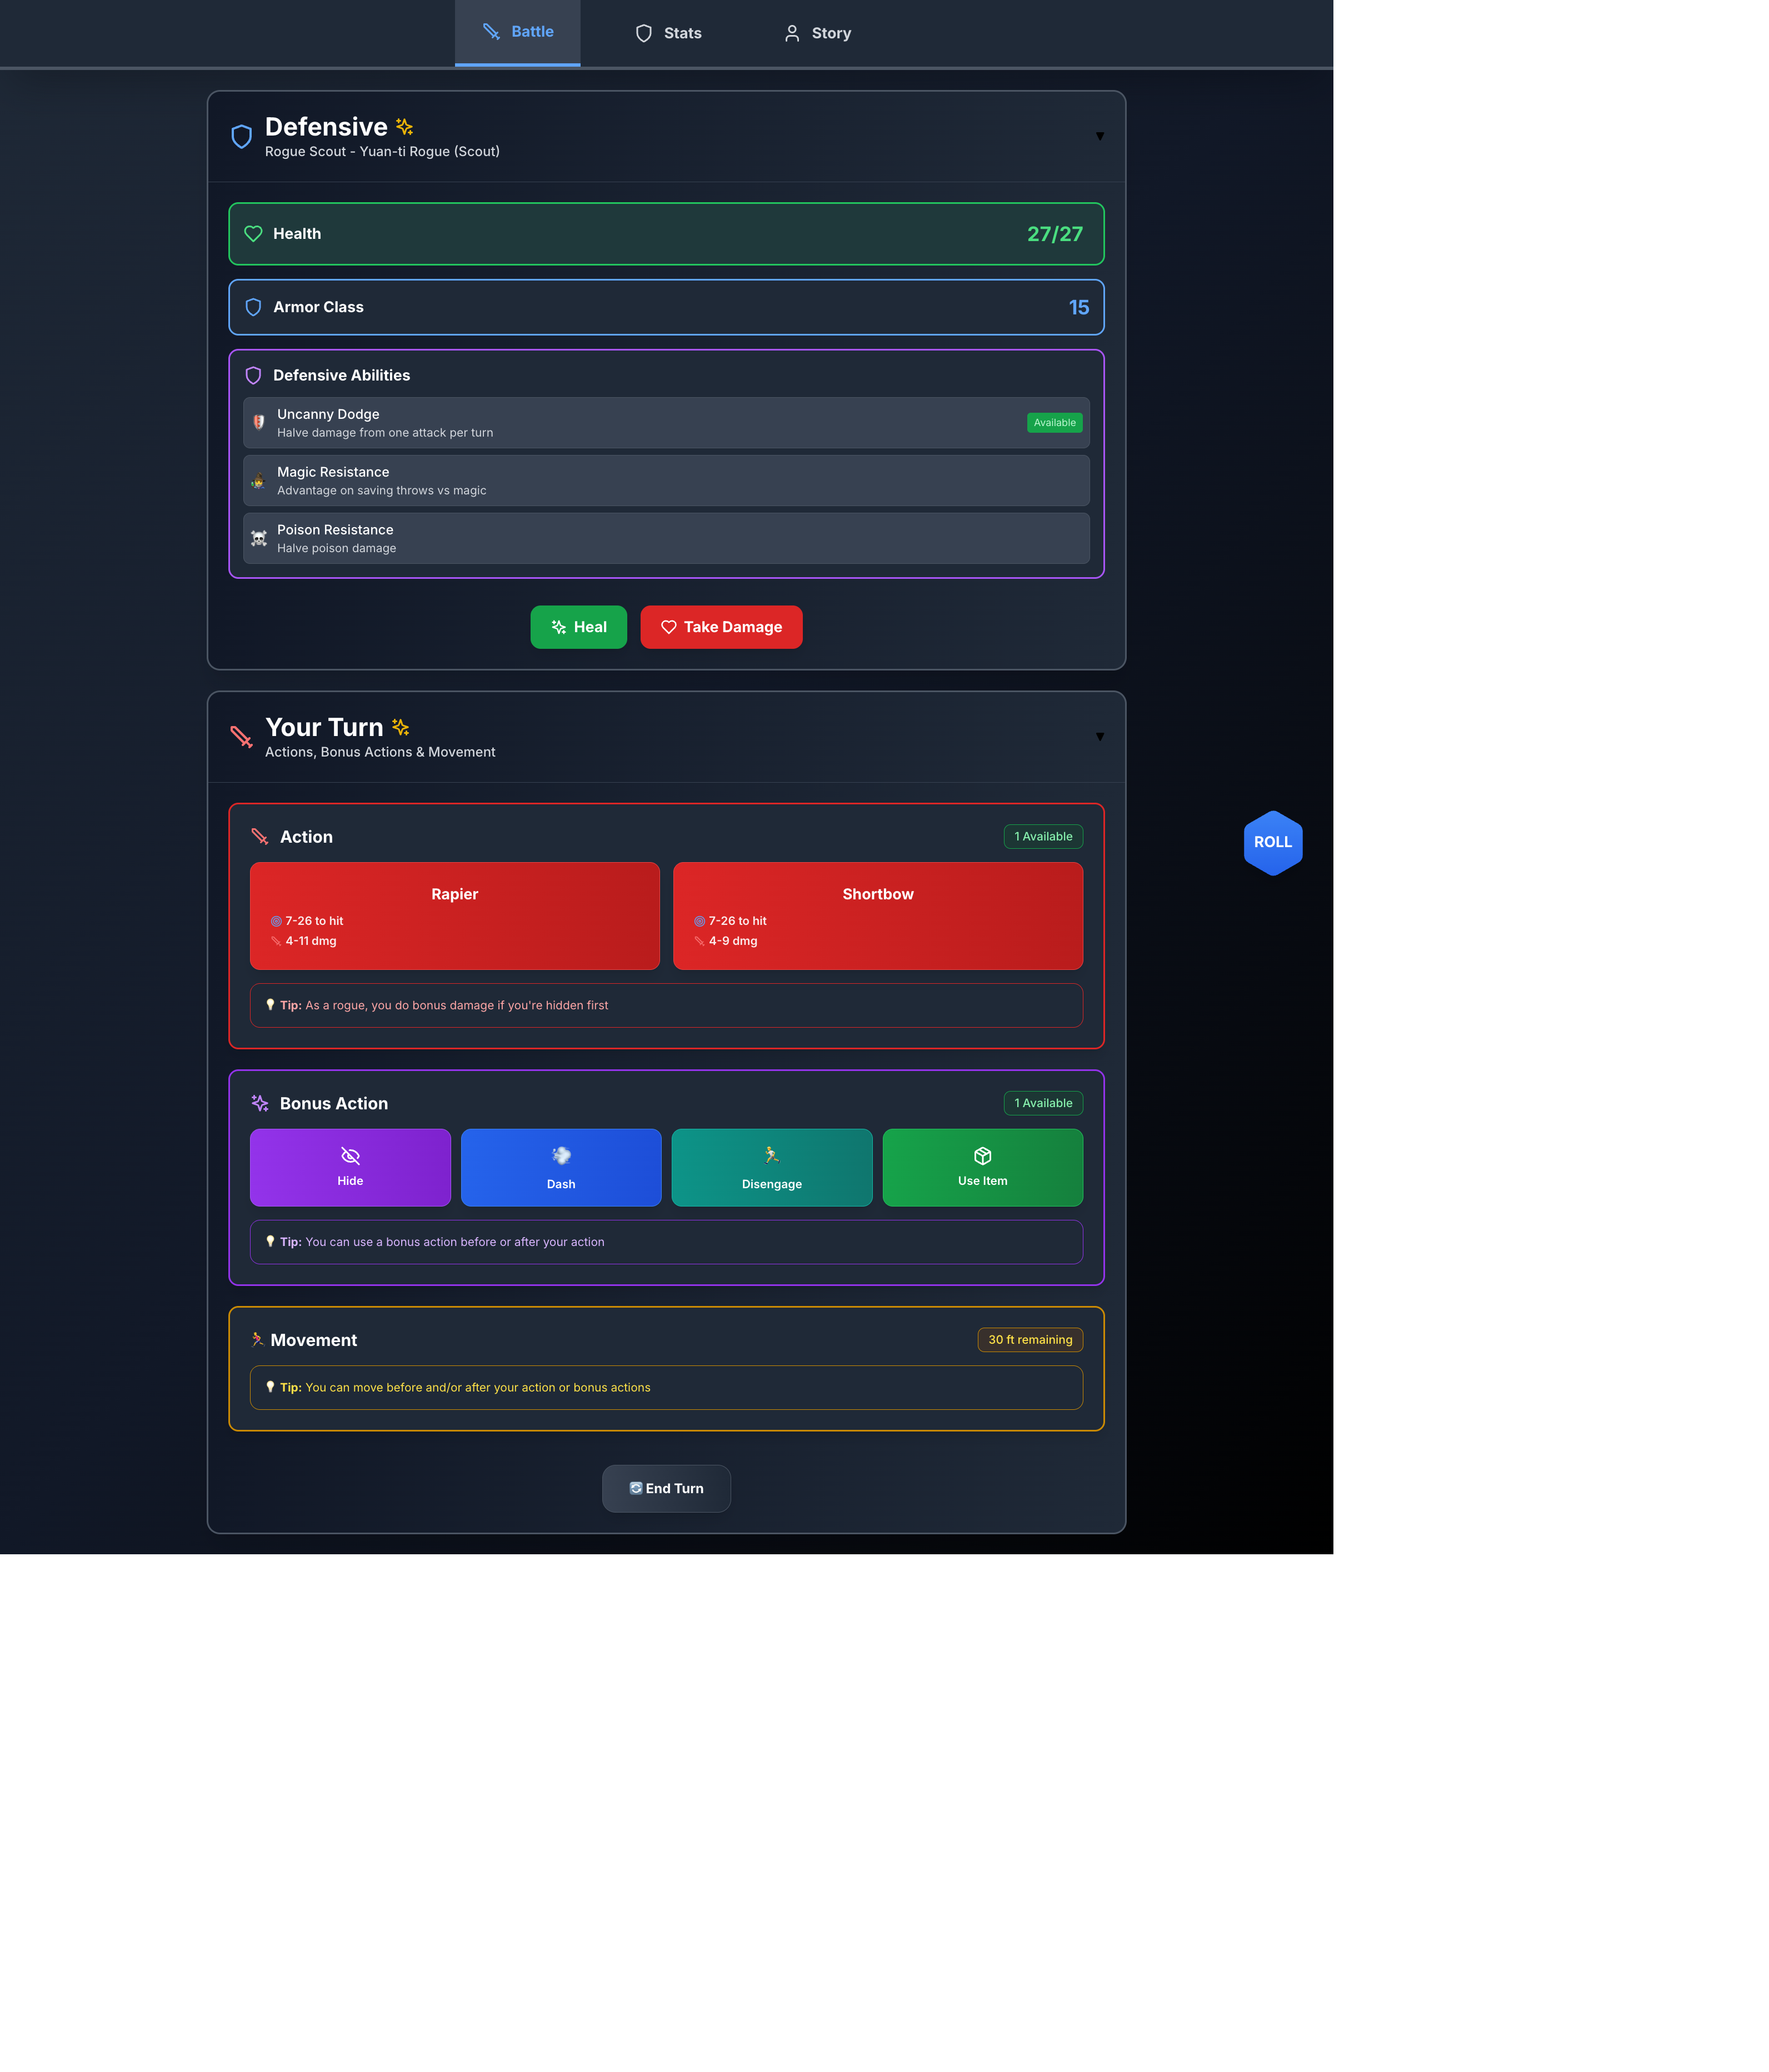 Battle
Stats
Story
Defensive
Rogue Scout - Yuan-ti Rogue (Scout)
Health
27/27
Armor Class
15
Defensive Abilities
Uncanny Dodge
Halve damage from one attack per turn
Available
Magic Resistance
Advantage on saving throws vs magic
Poison Resistance
Halve poison damage
Heal
Take Damage
Your Turn
Actions, Bonus Actions & Movement
Action
1 Available
Rapier
7-26 to hit
4-11 dmg
Shortbow
7-26 to hit
4-9 dmg
Tip: As a rogue, you do bonus damage if you're hidden first
ROLL
Bonus Action
1 Available
Hide
Dash
Disengage
Use Item
Tip: You can use a bonus action before or after your action
Movement
30 ft remaining
Tip: You can move before and/or after your action or bonus actions
End Turn